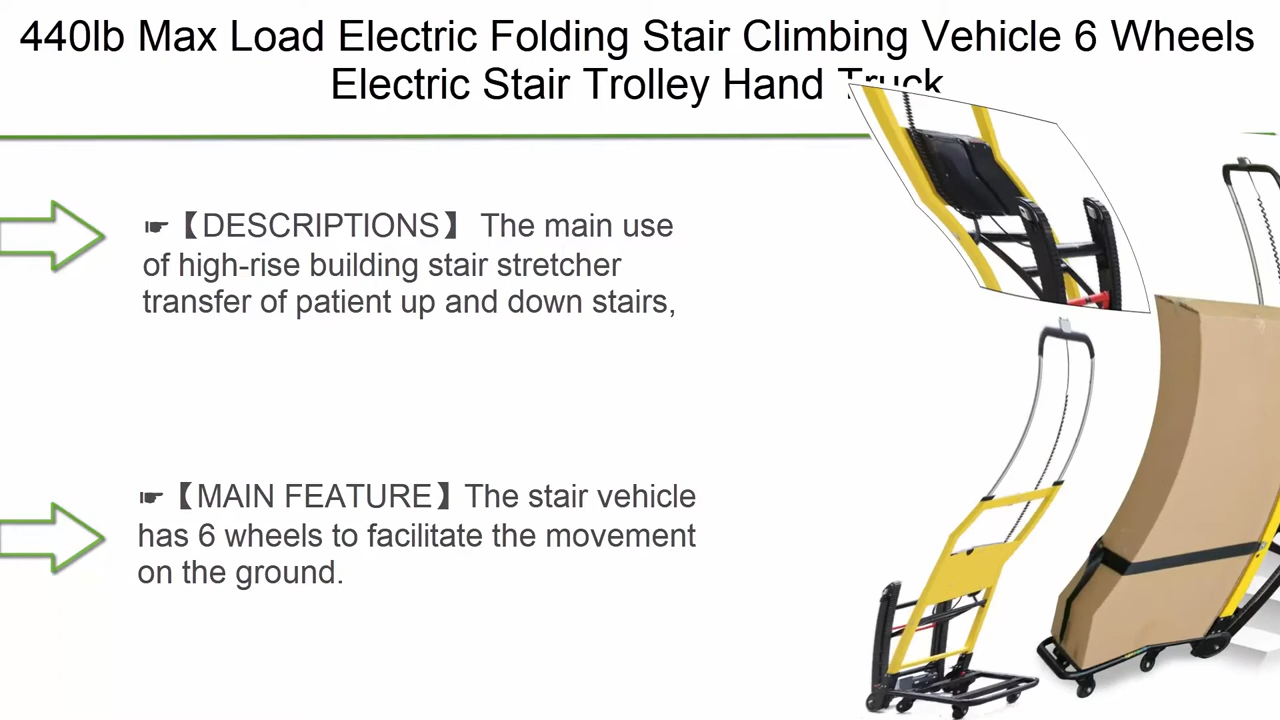 440lb Max Load Electric Folding Stair Climbing Vehicle 6 Wheels
Electric Stair Trolley Hand Truck
☛【DESCRIPTIONS】 The main use
of high-rise building stair stretcher
transfer of patient up and down stairs,
☛【MAIN FEATURE】The stair vehicle
has 6 wheels to facilitate the movement
on the ground.